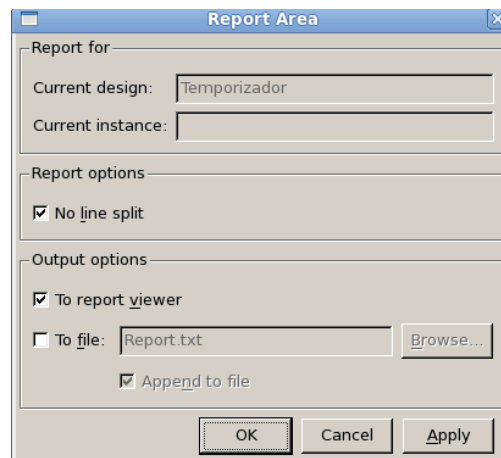 Report Area
Report for
Current design: Temporizador
Current instance:
Report options
No line split
Output options
To report viewer
To file: Report.txt Browse...
Append to file
OK Cancel Apply